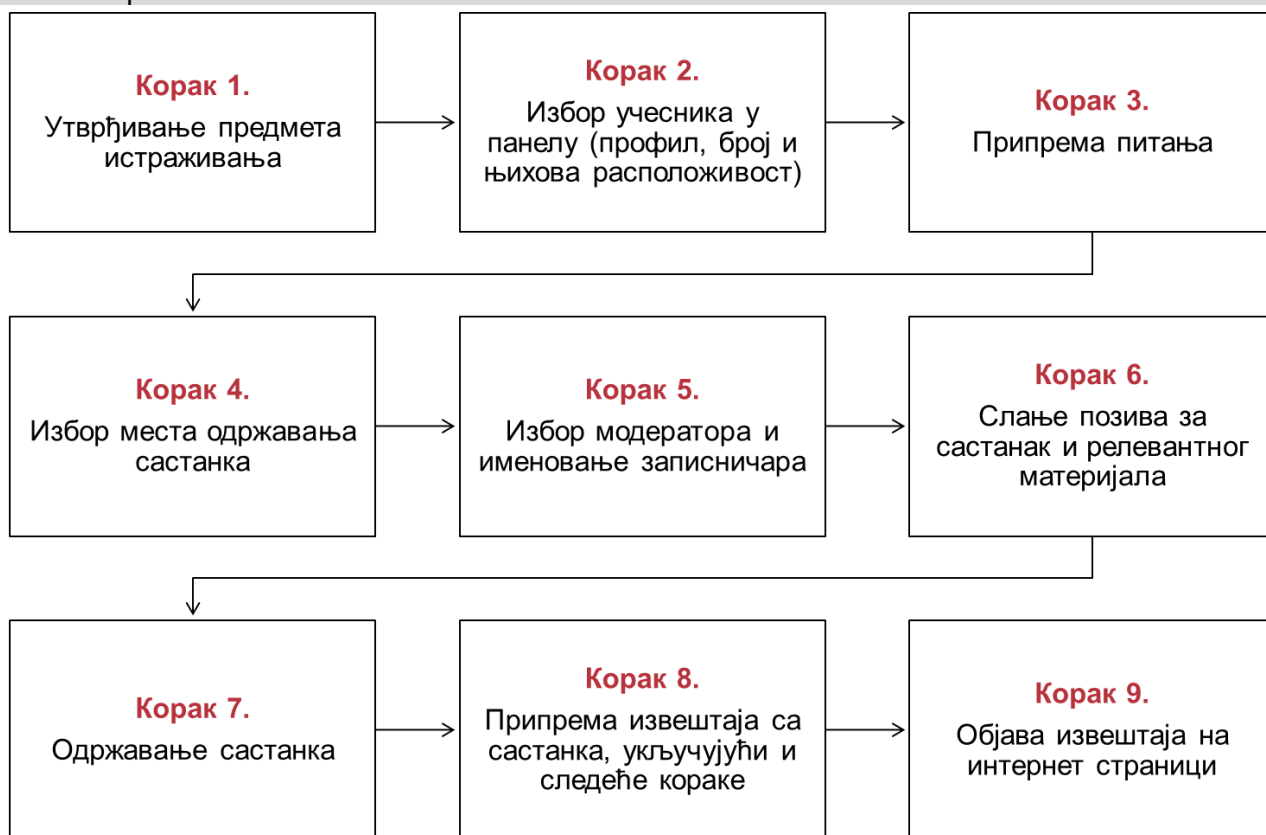 Корак 1.
Утврђивање предмета
истраживања
Корак 2.
Избор учесника у
панелу (профил, број и
њихова расположивост)
Корак 3.
Припрема питања
Корак 4.
Избор места одржавања
састанка
Корак 5.
Избор модератора и
именовање записничара
Корак 6.
Слање позива за
састанак и релевантног
материјала
Корак 7.
Одржавање састанка
Корак 8.
Припрема извештаја са
састанка, укључујући и
следеће кораке
Корак 9.
Објава извештаја на
интернет страници